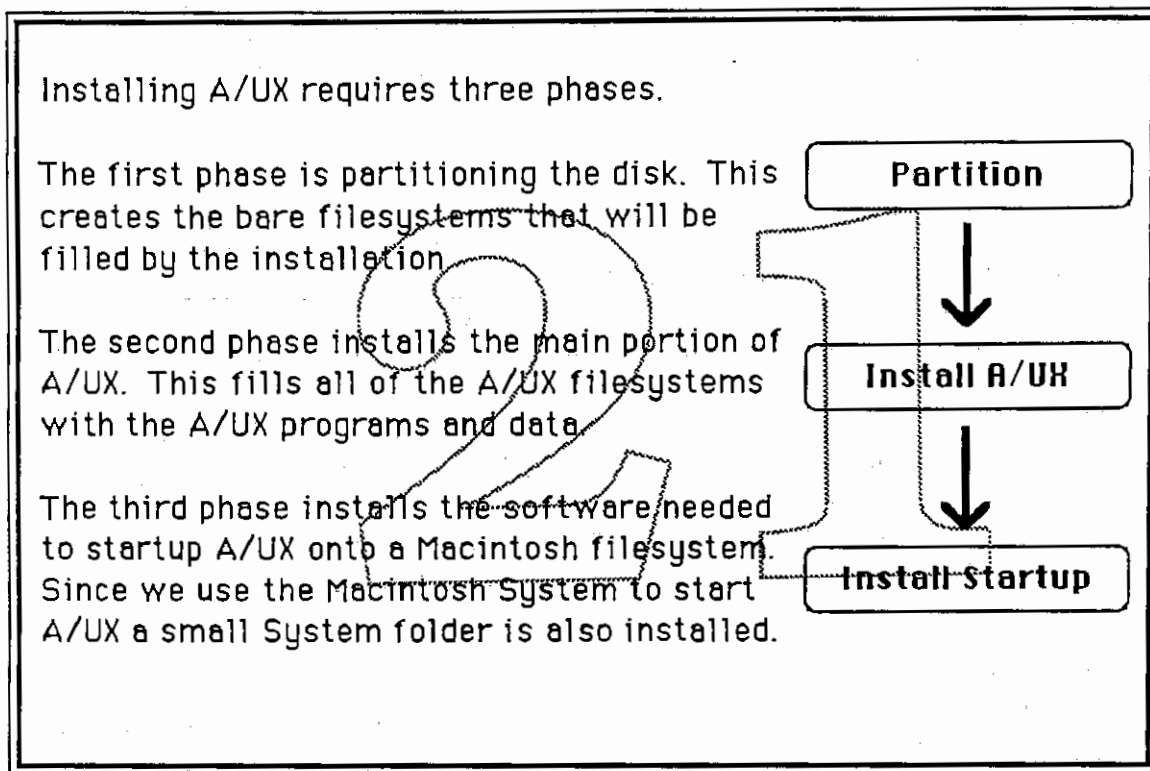 Installing A/UX requires three phases.
The first phase is partitioning the disk. This
creates the bare filesystems that will be
filled by the installation.
The second phase installs the main portion of
A/UX. This fills all of the A/UX filesystems
with the A/UX programs and data.
The third phase installs the software needed
to startup A/UX onto a Macintosh filesystem.
Since we use the Macintosh System to start
A/UX a small System folder is also installed.
Partition
Install A/UX
Install Startup
21